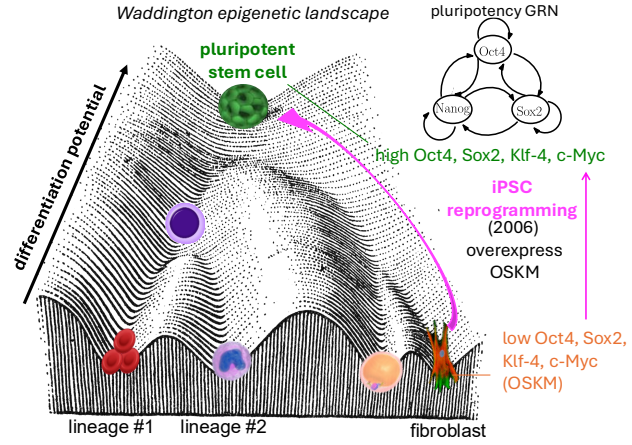 Waddington epigenetic landscape
pluripotency GRN
pluripotent
stem cell
Oct4
Nanog
Sox2
differentiation potential
high Oct4, Sox2, Klf-4, c-Myc
iPSC
reprogramming
(2006)
overexpress
OSKM
low Oct4, Sox2,
Klf-4, c-Myc
(OSKM)
lineage #1
lineage #2
fibroblast